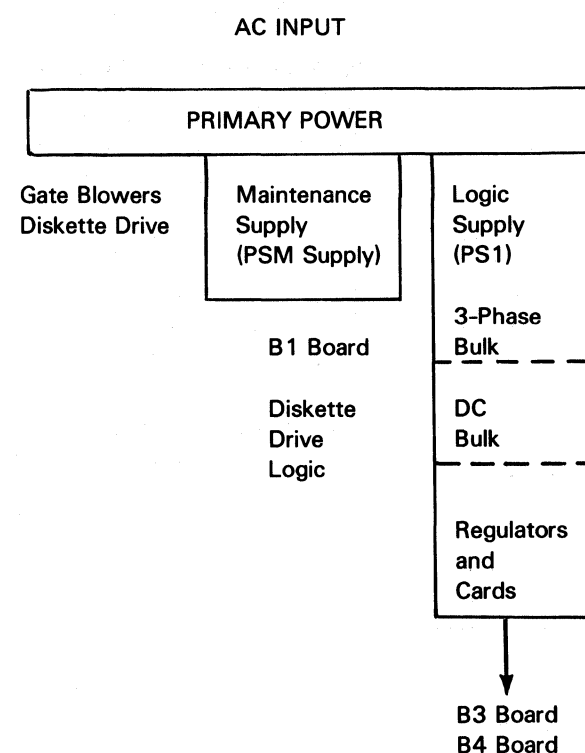 AC INPUT
PRIMARY POWER
Gate Blowers
Diskette Drive
Maintenance
Supply
(PSM Supply)
B1 Board
Diskette
Drive
Logic
Logic
Supply
(PS1)
3-Phase
Bulk
DC
Bulk
Regulators
and
Cards
B3 Board
B4 Board